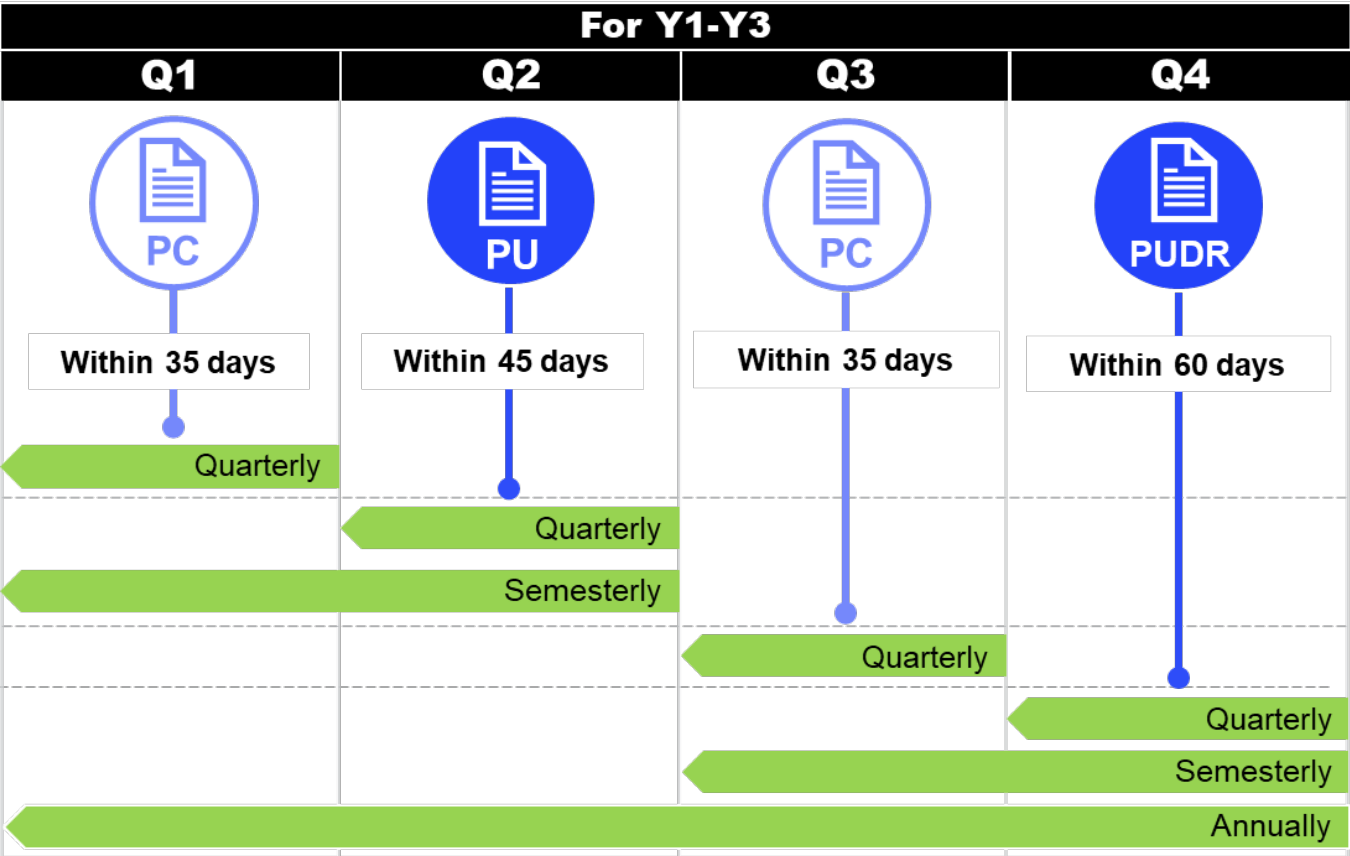 For Y1-Y3
Q1
Q2
Q3
Q4
PC
PU
PC
PUDR
Within 35 days
Within 45 days
Within 35 days
Within 60 days
Quarterly
Quarterly
Semesterly
Quarterly
Quarterly
Semesterly
Annually